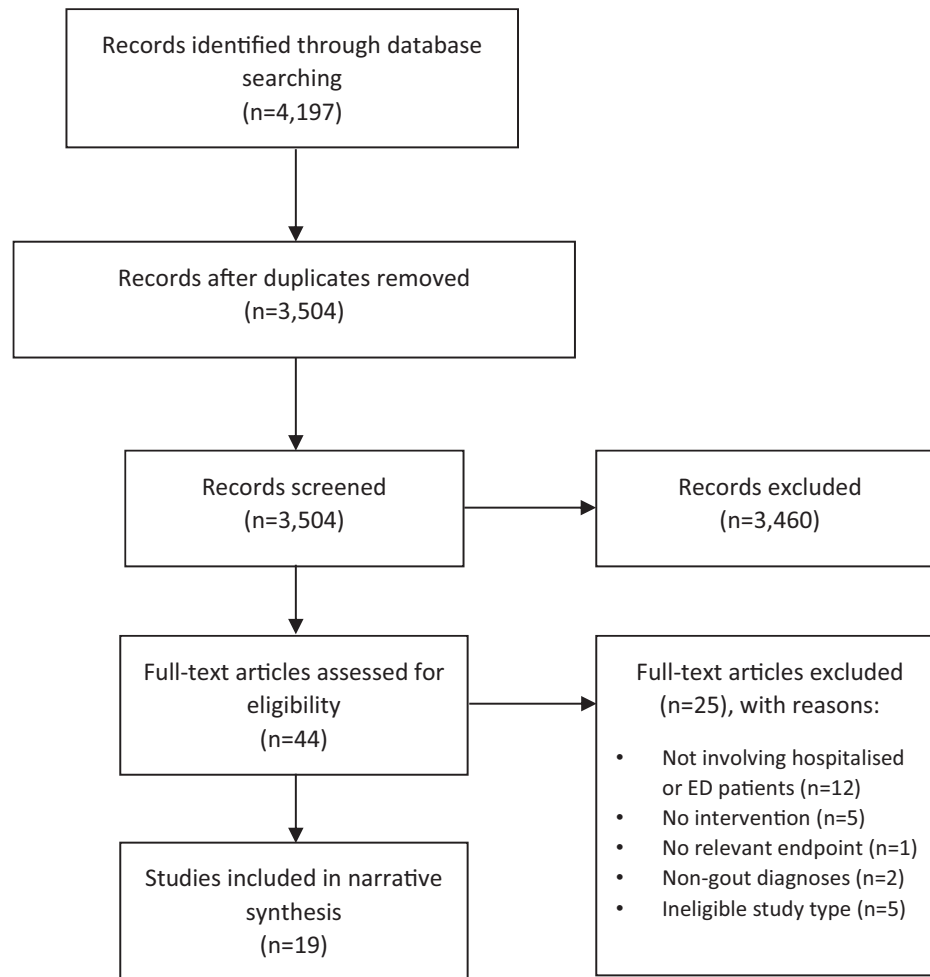 Records identified through database
searching
(n=4,197)
Records after duplicates removed
(n=3,504)
Records screened
(n=3,504)
Records excluded
(n=3,460)
Full-text articles assessed for
eligibility
(n=44)
Full-text articles excluded
(n=25), with reasons:
• Not involving hospitalised
or ED patients (n=12)
• No intervention (n=5)
• No relevant endpoint (n=1)
• Non-gout diagnoses (n=2)
• Ineligible study type (n=5)
Studies included in narrative
synthesis
(n=19)